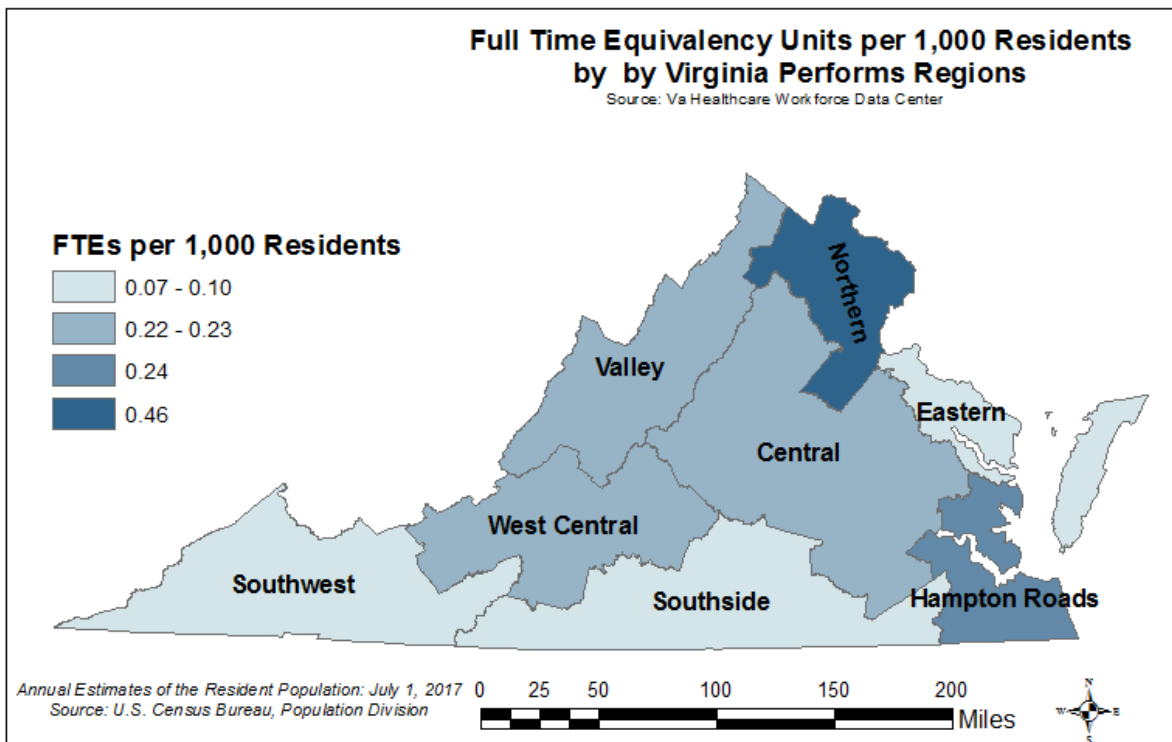 Full Time Equivalency Units per 1,000 Residents
by by Virginia Performs Regions
Source: Va Healthcare Workforce Data Center
FTEs per 1,000 Residents
0.07 - 0.10
0.22 - 0.23
0.24
0.46
Northern
Valley
Eastern
Central
West Central
Southwest
Southside
Hampton Roads
Annual Estimates of the Resident Population: July 1, 2017
Source: U.S. Census Bureau, Population Division
0 25 50 100 150 200
Miles
N
W E
S